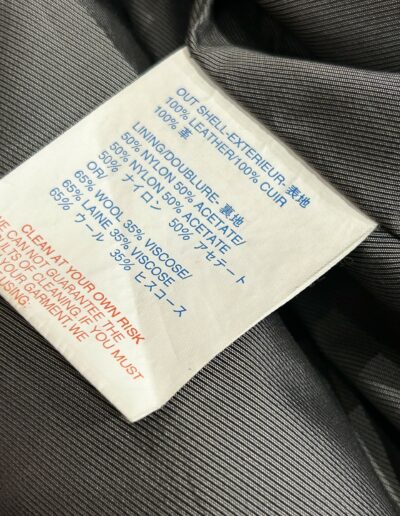 OUT SHELL-EXTERIEUR- 表地
100% LEATHER/100% CUIR
100% 革
LINING/DOUBLURE- 裏地
50% NYLON 50% ACETATE/
50% NYLON 50% ACETATE
50% ナイロン 50% アセテート
OR/
65% WOOL 35% VISCOSE/
65% LAINE 35% VISCOSE
65% ウール 35% ビスコース
CLEAN AT YOUR OWN RISK
CANNOT GUARANTEE THE
OF CLEANING IF YOU MUST
YOUR GARMENT, WE